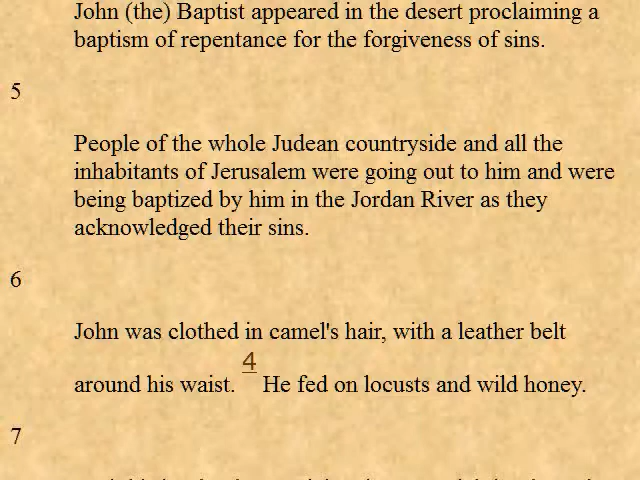 John (the) Baptist appeared in the desert proclaiming a
baptism of repentance for the forgiveness of sins.
5
People of the whole Judean countryside and all the
inhabitants of Jerusalem were going out to him and were
being baptized by him in the Jordan River as they
acknowledged their sins.
6
John was clothed in camel's hair, with a leather belt
around his waist. 4 He fed on locusts and wild honey.
7